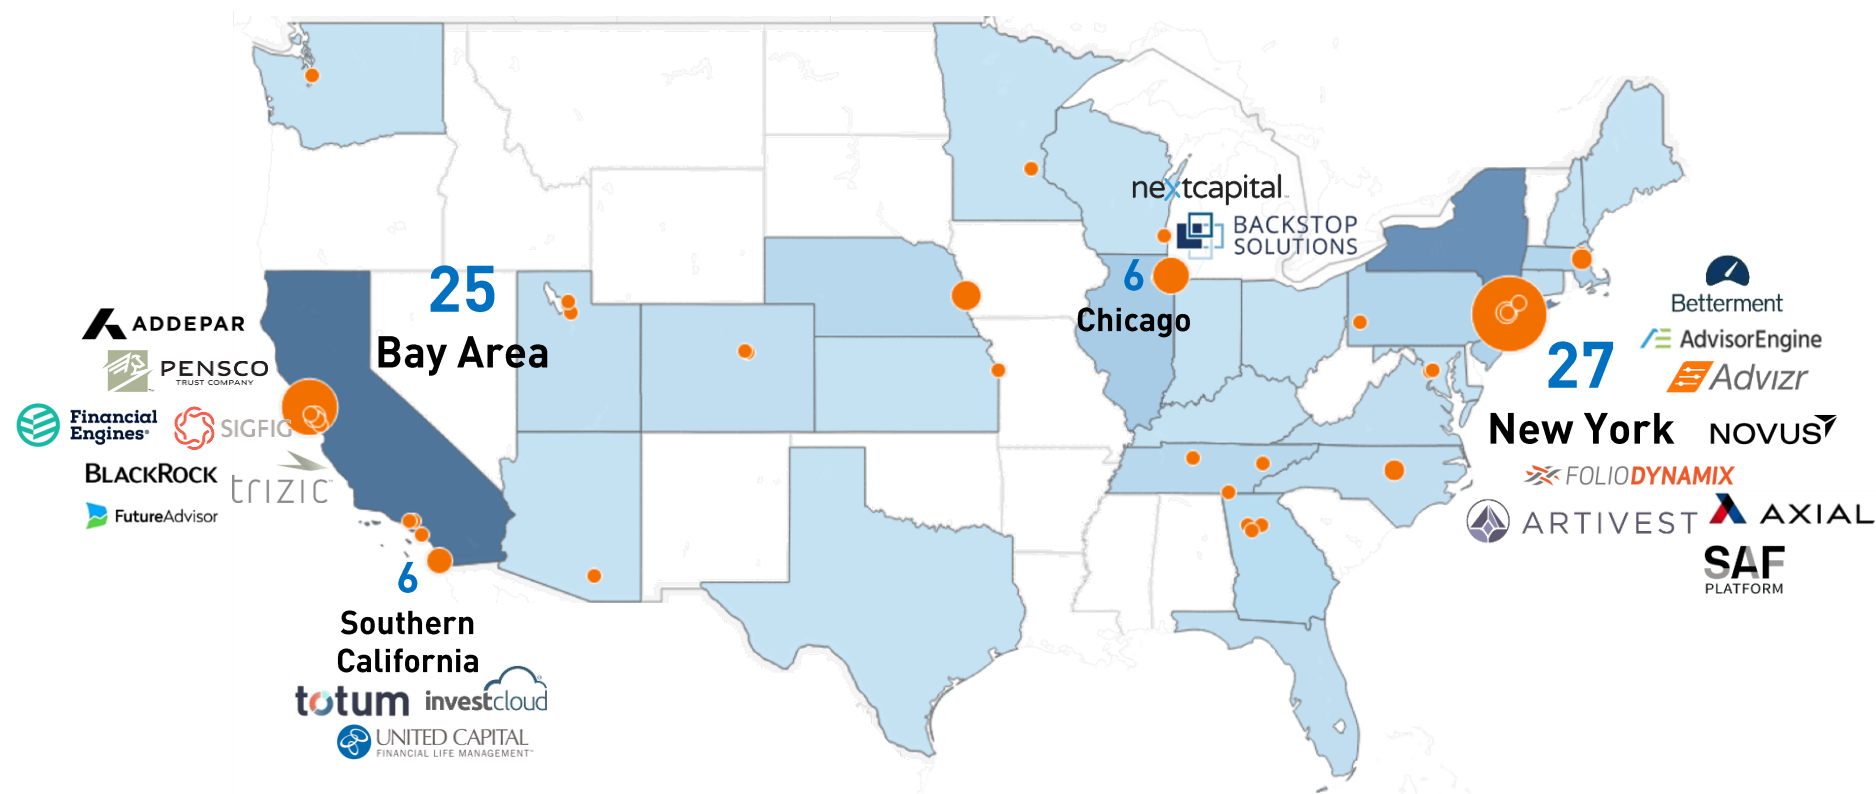 nextcapital
BACKSTOP
SOLUTIONS
25
Bay Area
6
Chicago
ADDEPAR
PENSCO
TRUST COMPANY
Financial
Engines
SIGFIG
BLACKROCK
trizic
FutureAdvisor
Betterment
AdvisorEngine
27
Advizr
New York
NOVUS
FOLIODYNAMIX
ARTIVEST
AXIAL
SAF
PLATFORM
6
Southern
California
totum
investcloud
UNITED CAPITAL
FINANCIAL LIFE MANAGEMENT